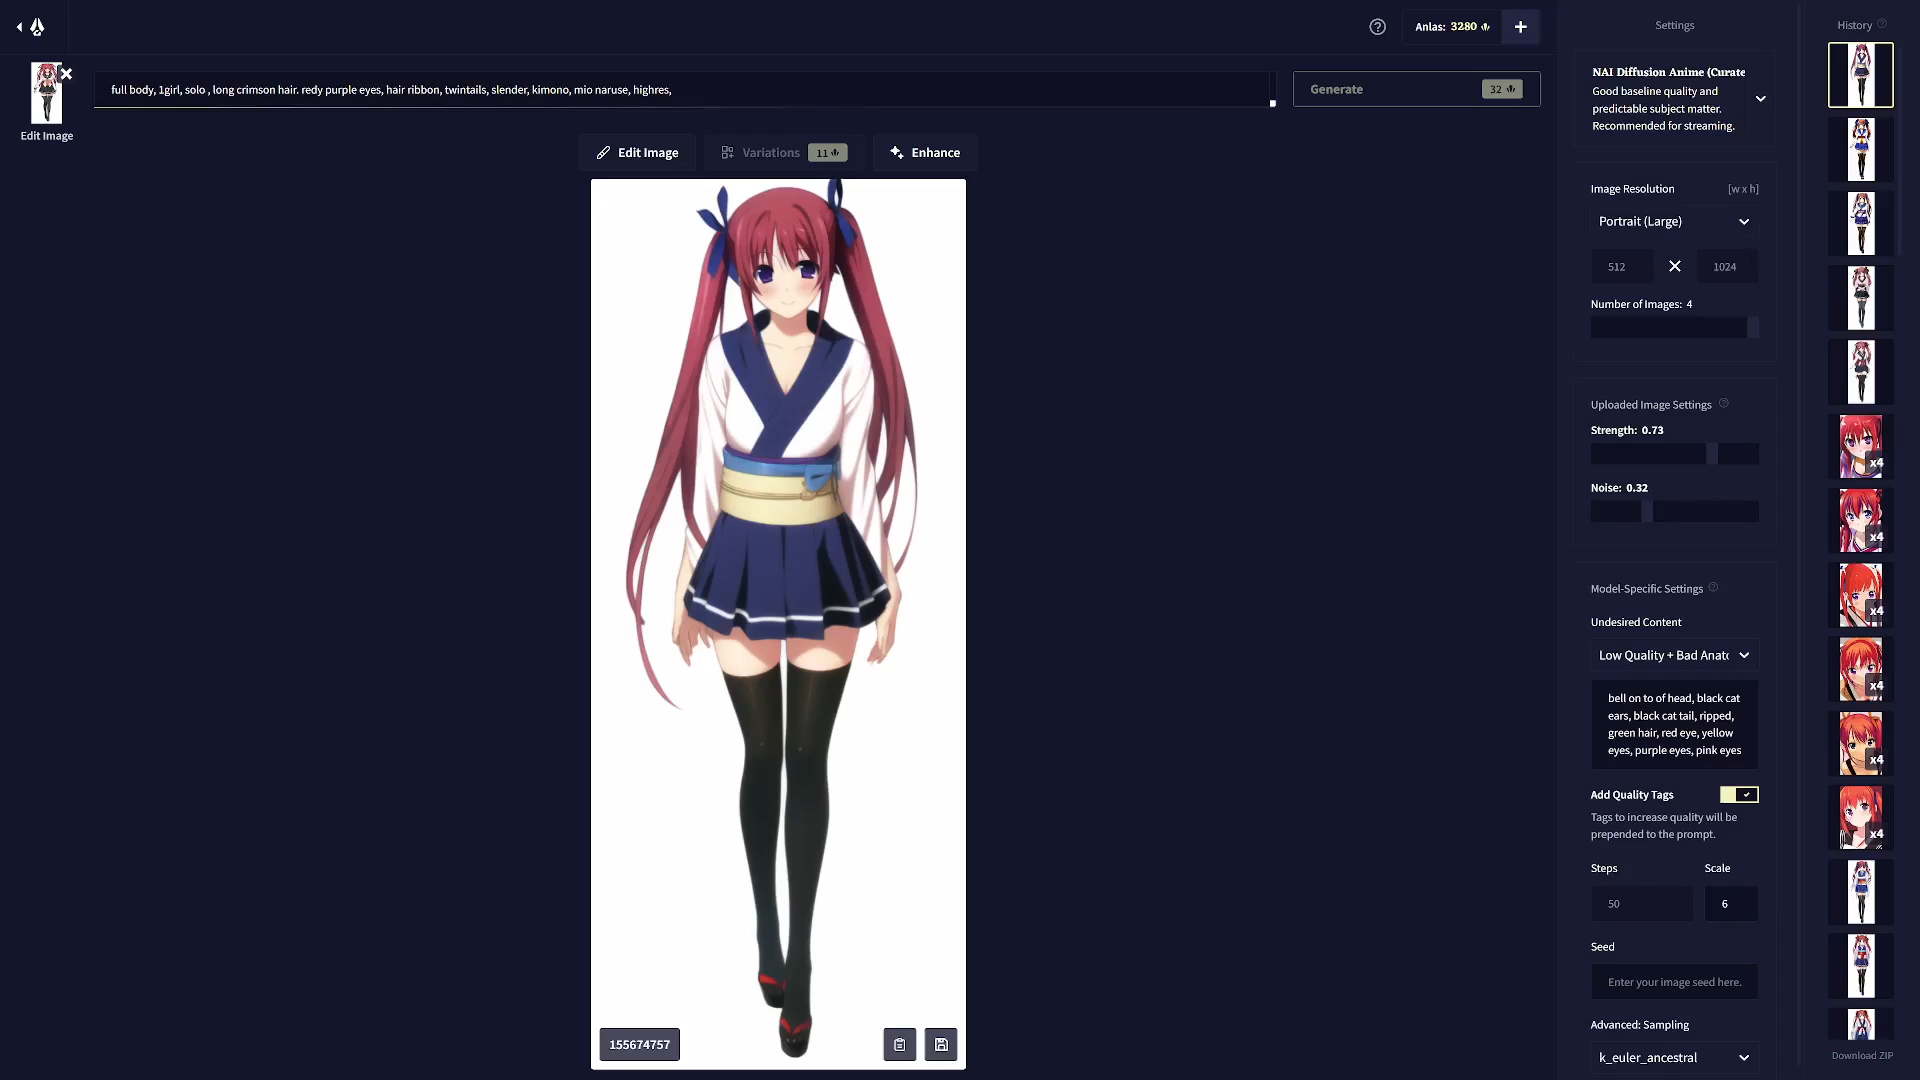 Anlas: 3280
Settings
History
Edit Image
full body, 1girl, solo , long crimson hair. redy purple eyes, hair ribbon, twintails, slender, kimono, mio naruse, highres,
Generate 32
Edit Image
Variations 11
Enhance
155674757
NAI Diffusion Anime (Curate
Good baseline quality and
predictable subject matter.
Recommended for streaming.
Image Resolution [w x h]
Portrait (Large)
512 1024
Number of Images: 4
Uploaded Image Settings
Strength: 0.73
Noise: 0.32
Model-Specific Settings
Undesired Content
Low Quality + Bad Anato
bell on to of head, black cat
ears, black cat tail, ripped,
green hair, red eye, yellow
eyes, purple eyes, pink eyes
Add Quality Tags
Tags to increase quality will be
prepended to the prompt.
Steps Scale
50 6
Seed
Enter your image seed here.
Advanced: Sampling
k_euler_ancestral
x4
x4
x4
x4
x4
x4
Download ZIP